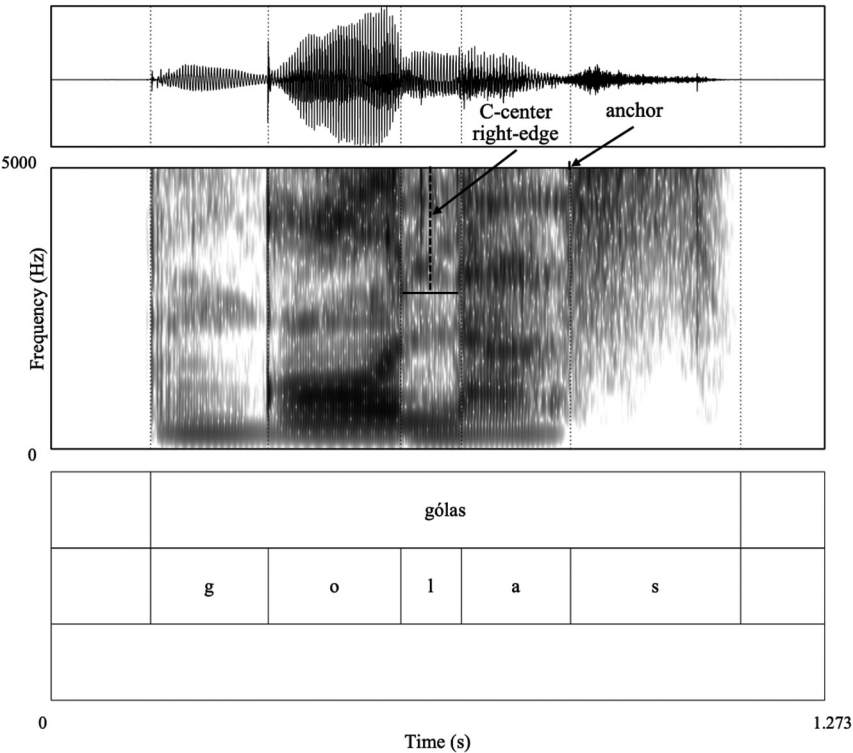 C-center
right-edge
anchor
5000
Frequency (Hz)
0
gólas
g o l a s
0 1.273
Time (s)